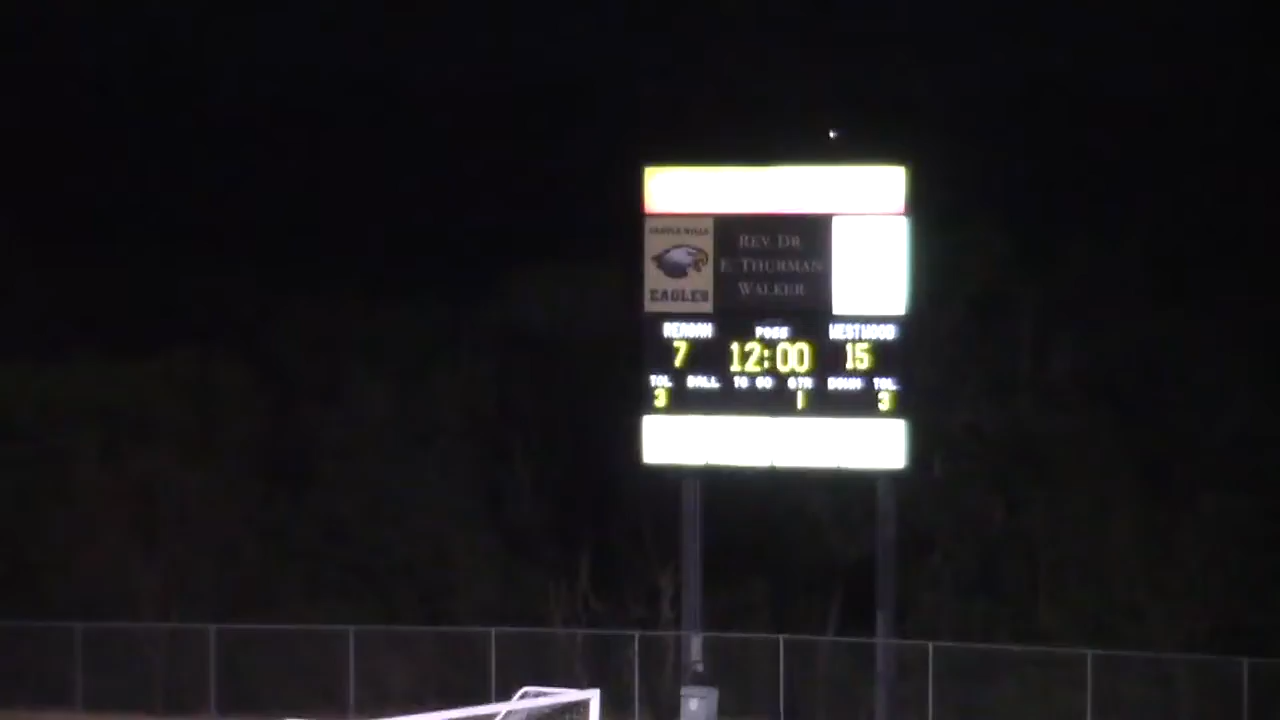 EAGLES
REV. DR.
E. THURMAN
WALKER
REAGAN POSS WESTWOOD
7 12:00 15
TOL BALL TO GO QTR DOWN TOL
3 1 3